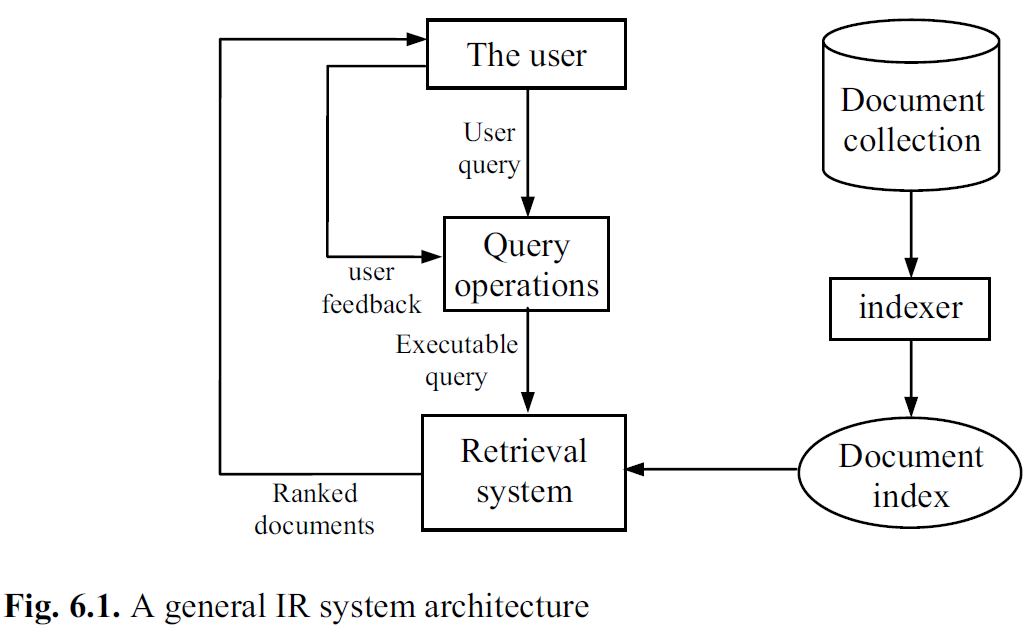 The user
User
query
Query
operations
user
feedback
Executable
query
Retrieval
system
Ranked
documents
Document
collection
indexer
Document
index
Fig. 6.1. A general IR system architecture